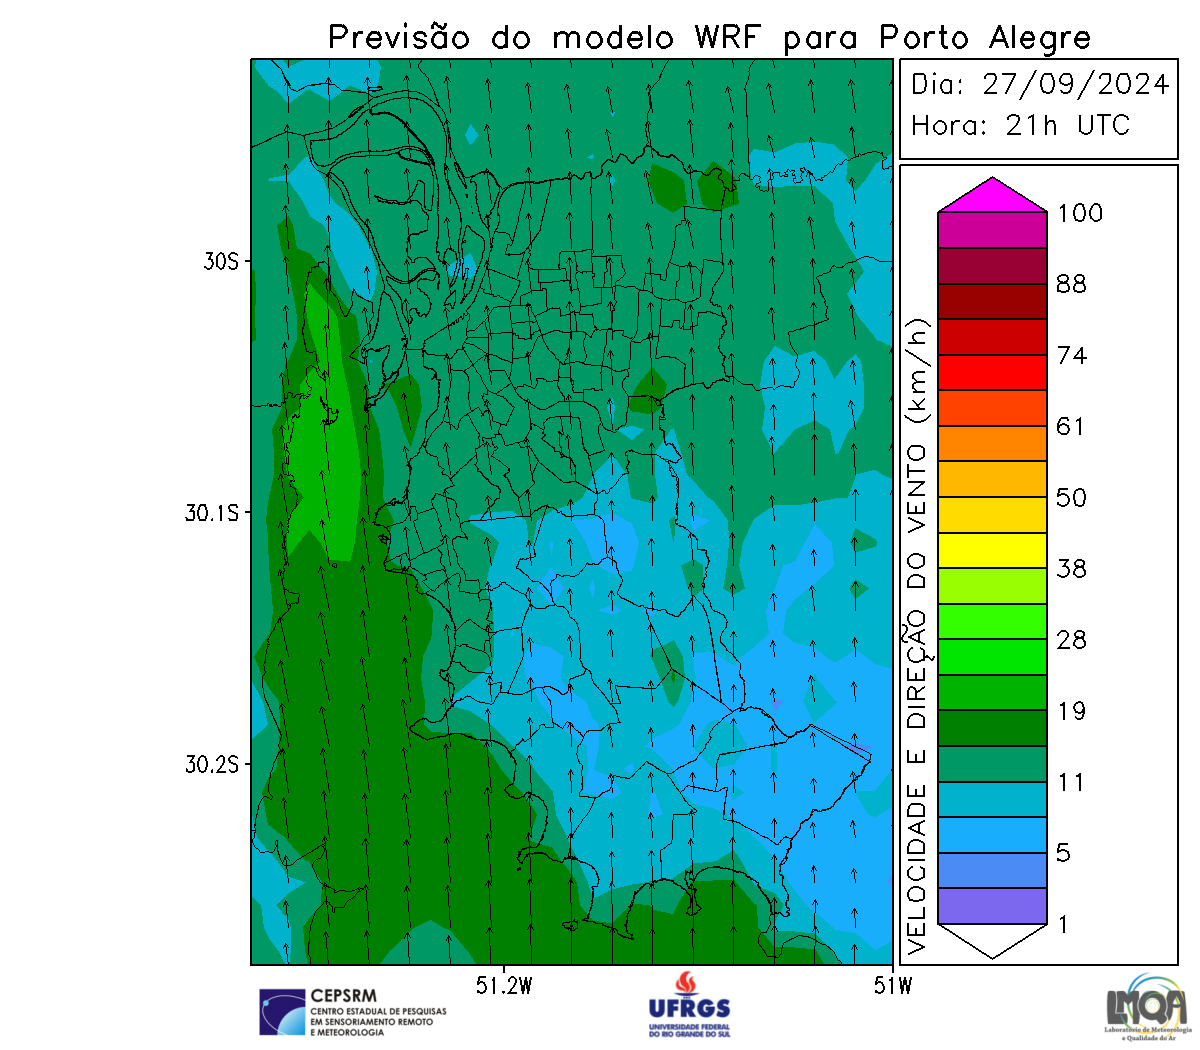 Previsão do modelo WRF para Porto Alegre
Dia: 27/09/2024
Hora: 21h UTC
100
88
74
61
50
38
28
19
11
5
1
VELOCIDADE E DIREÇÃO DO VENTO (km/h)
30S
30.1S
30.2S
51.2W
51W
CEPSRM
CENTRO ESTADUAL DE PESQUISAS
EM SENSORIAMENTO REMOTO
E METEOROLOGIA
UFRGS
UNIVERSIDADE FEDERAL
DO RIO GRANDE DO SUL
LMQA
Laboratório de Meteorologia
e Qualidade do Ar